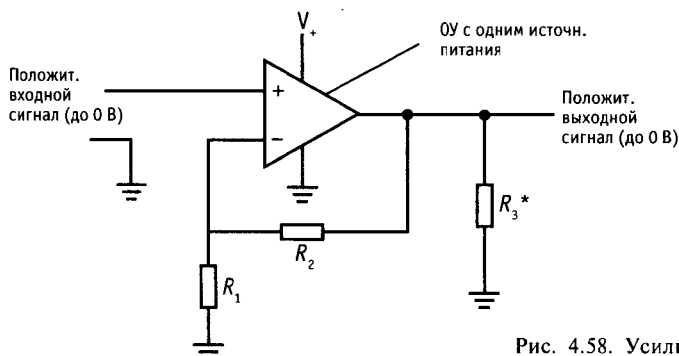 V+
ОУ с одним источн.
питания
Положит.
входной
сигнал (до 0 В)
+
−
Положит.
выходной
сигнал (до 0 В)
R3*
R2
R1
Рис. 4.58. Усил